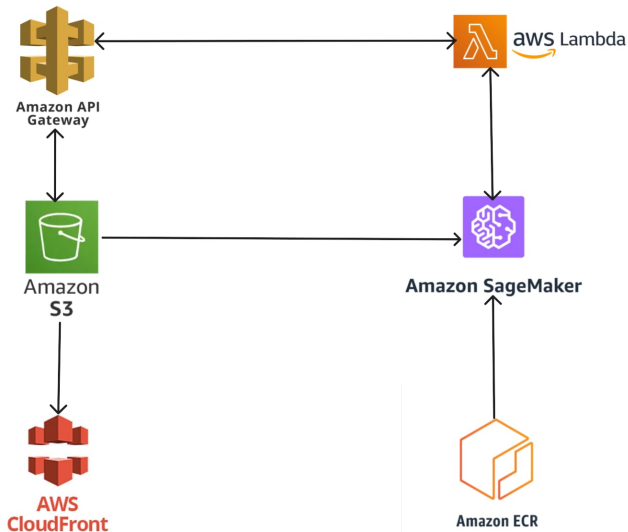 aws Lambda
Amazon API
Gateway
Amazon
S3
Amazon SageMaker
AWS
CloudFront
Amazon ECR